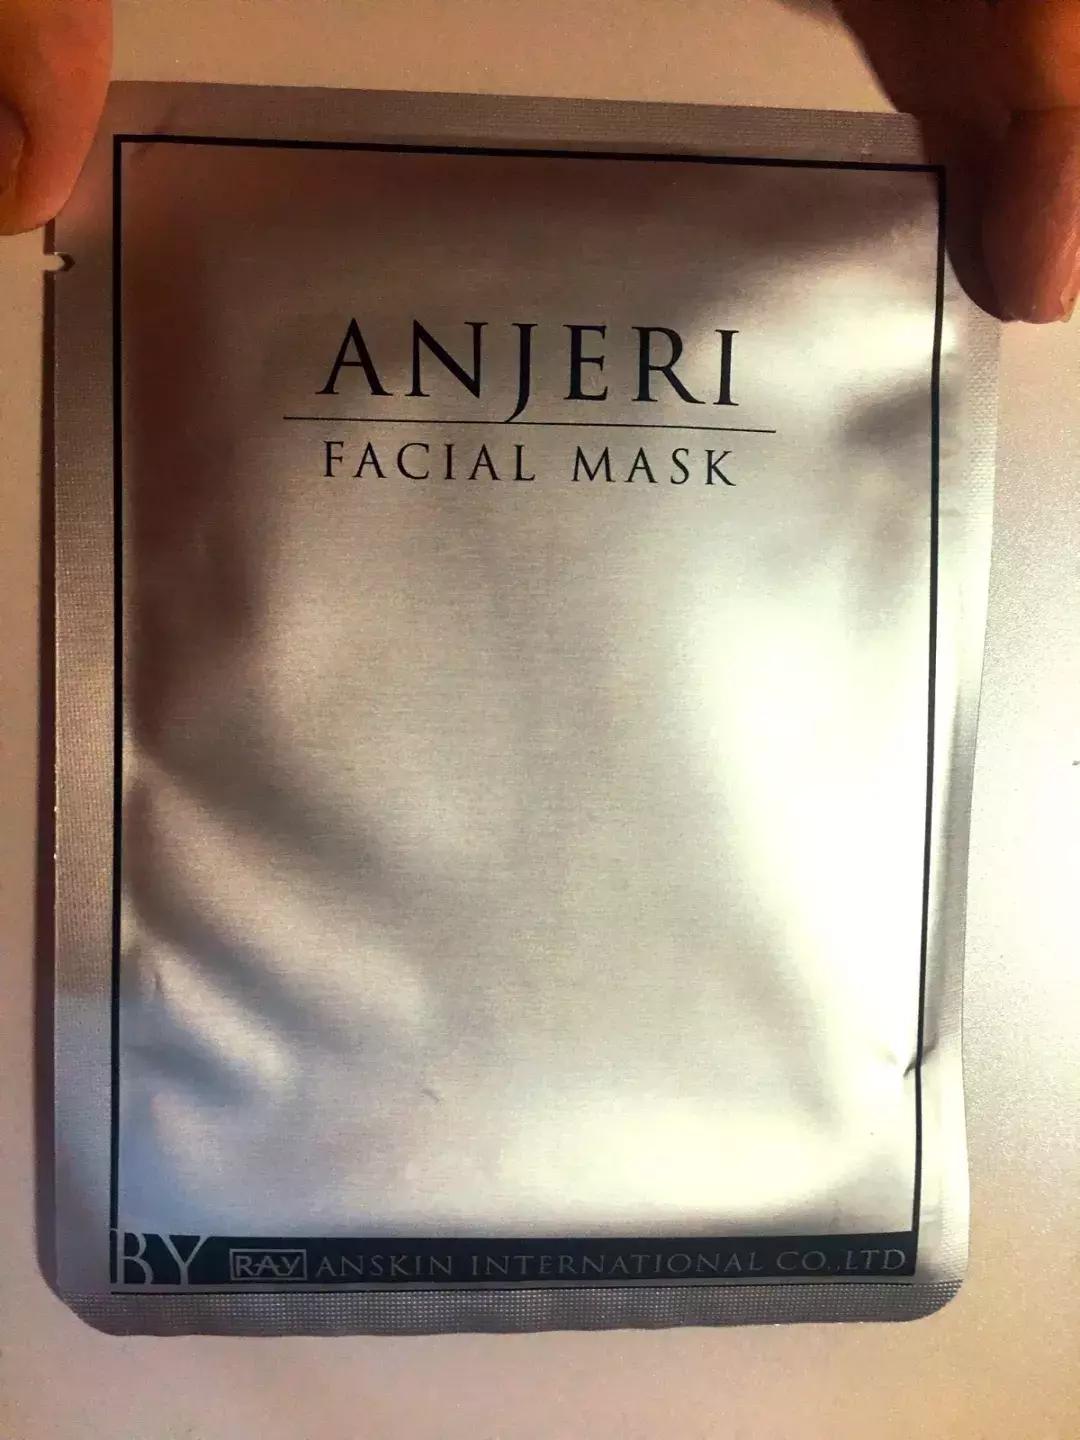 ANJERI
FACIAL MASK
BY RAY ANSKIN INTERNATIONAL CO.,LTD